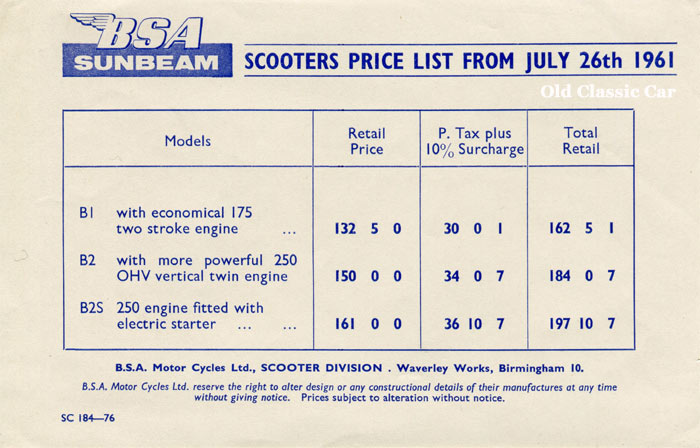 BSA
SUNBEAM
SCOOTERS PRICE LIST FROM JULY 26th 1961
Old Classic Car
Models
Retail
Price
P. Tax plus
10% Surcharge
Total
Retail
B1 with economical 175
two stroke engine ... 132 5 0 30 0 1 162 5 1
B2 with more powerful 250
OHV vertical twin engine 150 0 0 34 0 7 184 0 7
B2S 250 engine fitted with
electric starter ... ... 161 0 0 36 10 7 197 10 7
B.S.A. Motor Cycles Ltd., SCOOTER DIVISION . Waverley Works, Birmingham 10.
B.S.A. Motor Cycles Ltd. reserve the right to alter design or any constructional details of their manufactures at any time
without giving notice. Prices subject to alteration without notice.
SC 184—76